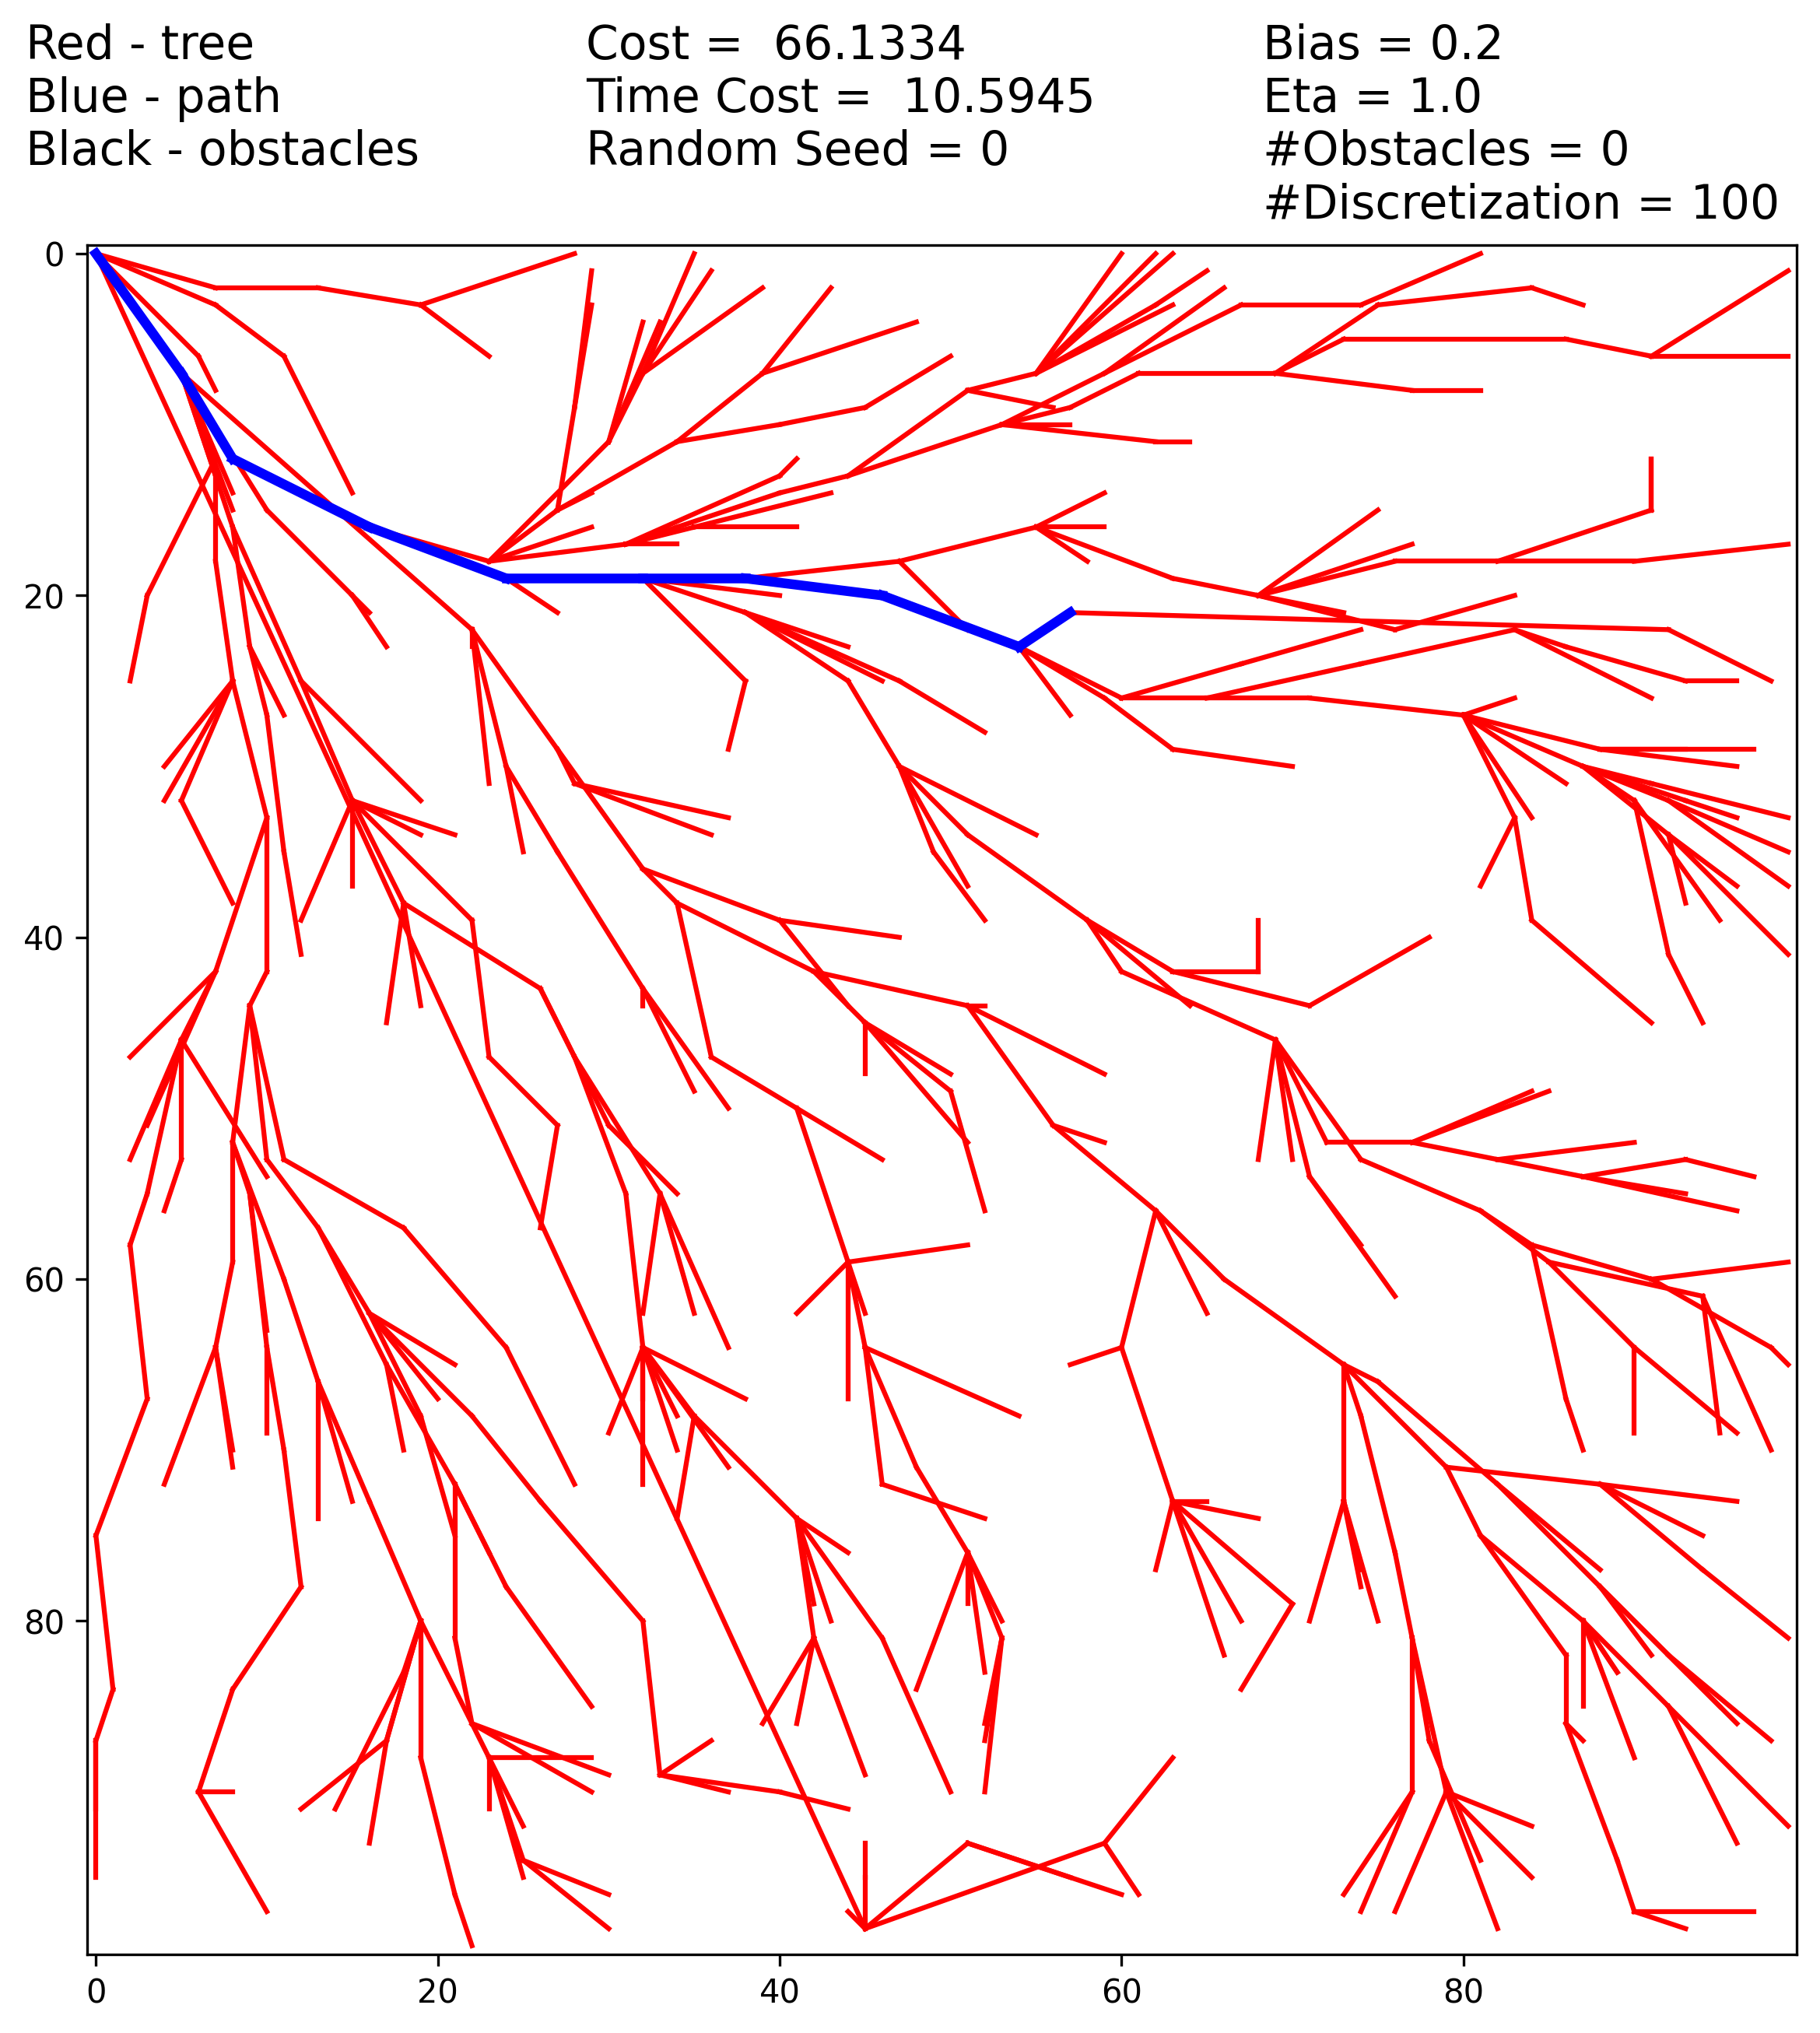 Red - tree
Blue - path
Black - obstacles
Cost =  66.1334
Time Cost =  10.5945
Random Seed = 0
Bias = 0.2
Eta = 1.0
#Obstacles = 0
#Discretization = 100
0
20
40
60
80
0 20 40 60 80